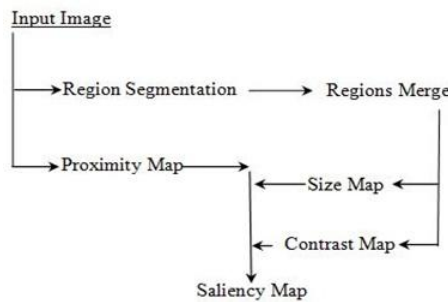 Input Image
Region Segmentation
Regions Merge
Proximity Map
Size Map
Contrast Map
Saliency Map